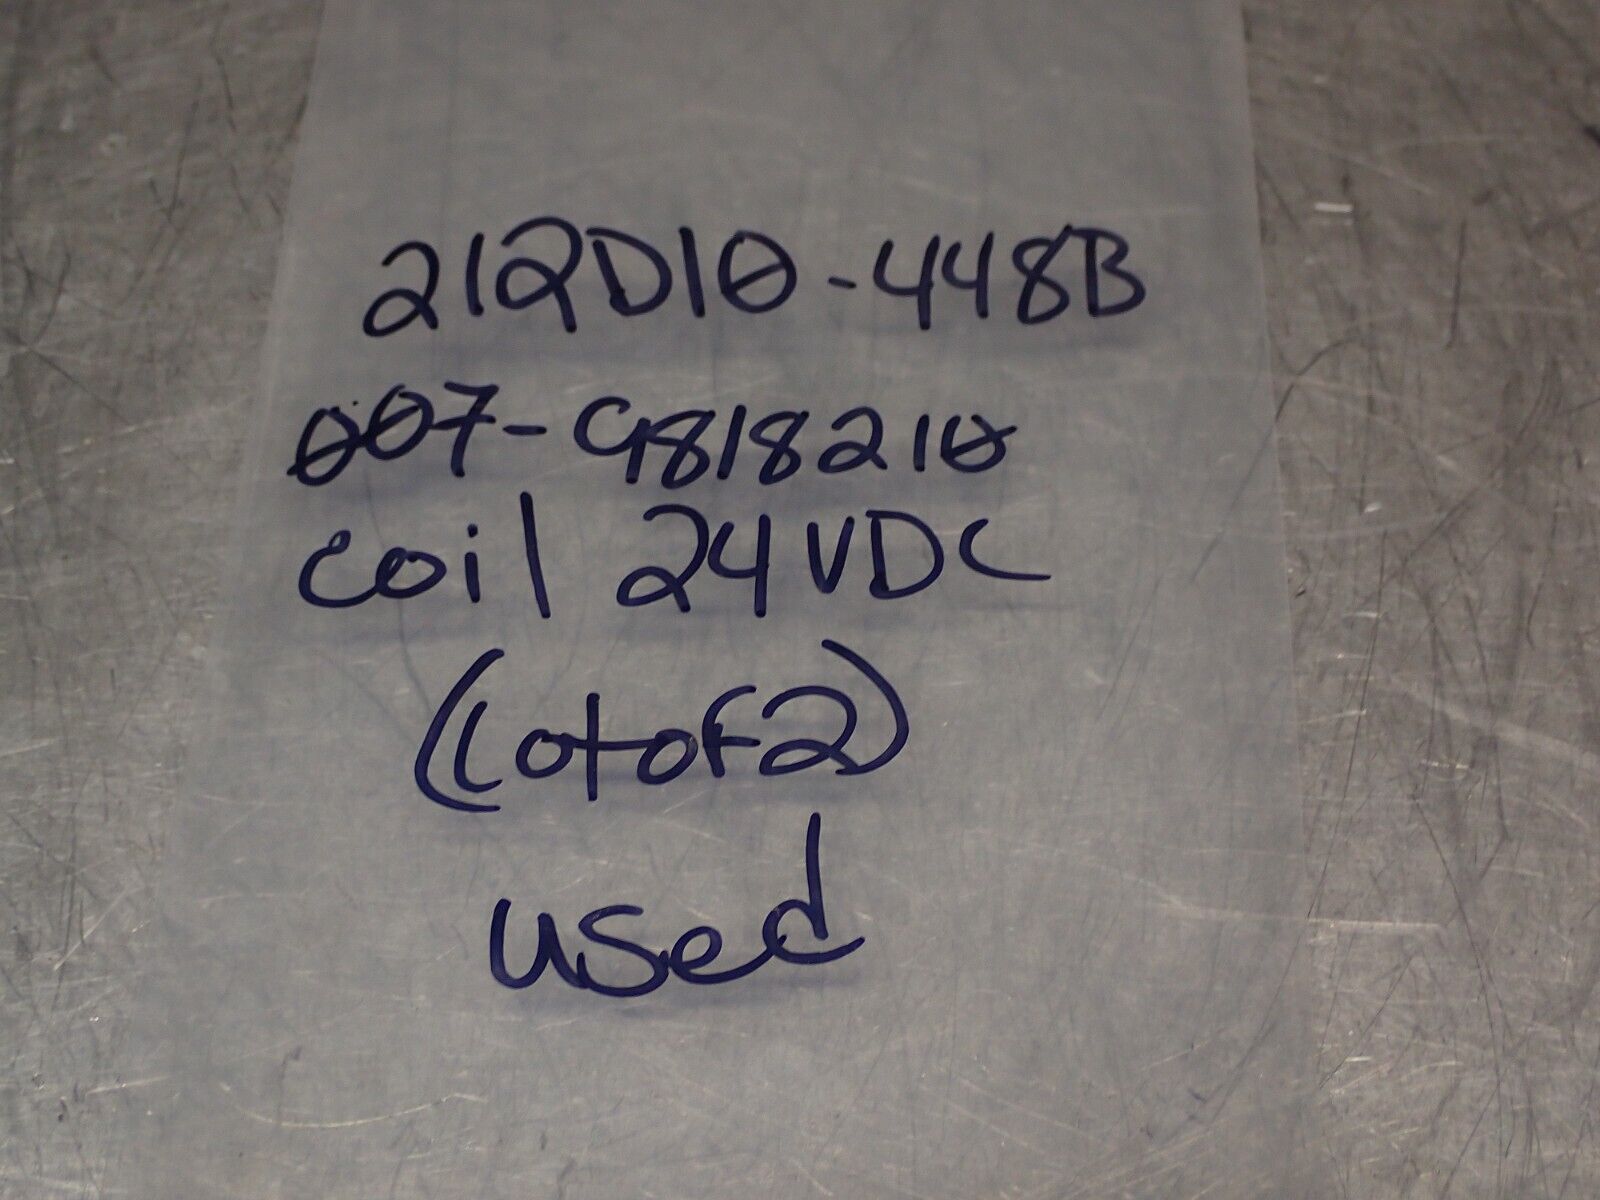 212D10-448B
007-9818210
coil 24VDC
(Lot of 2)
used